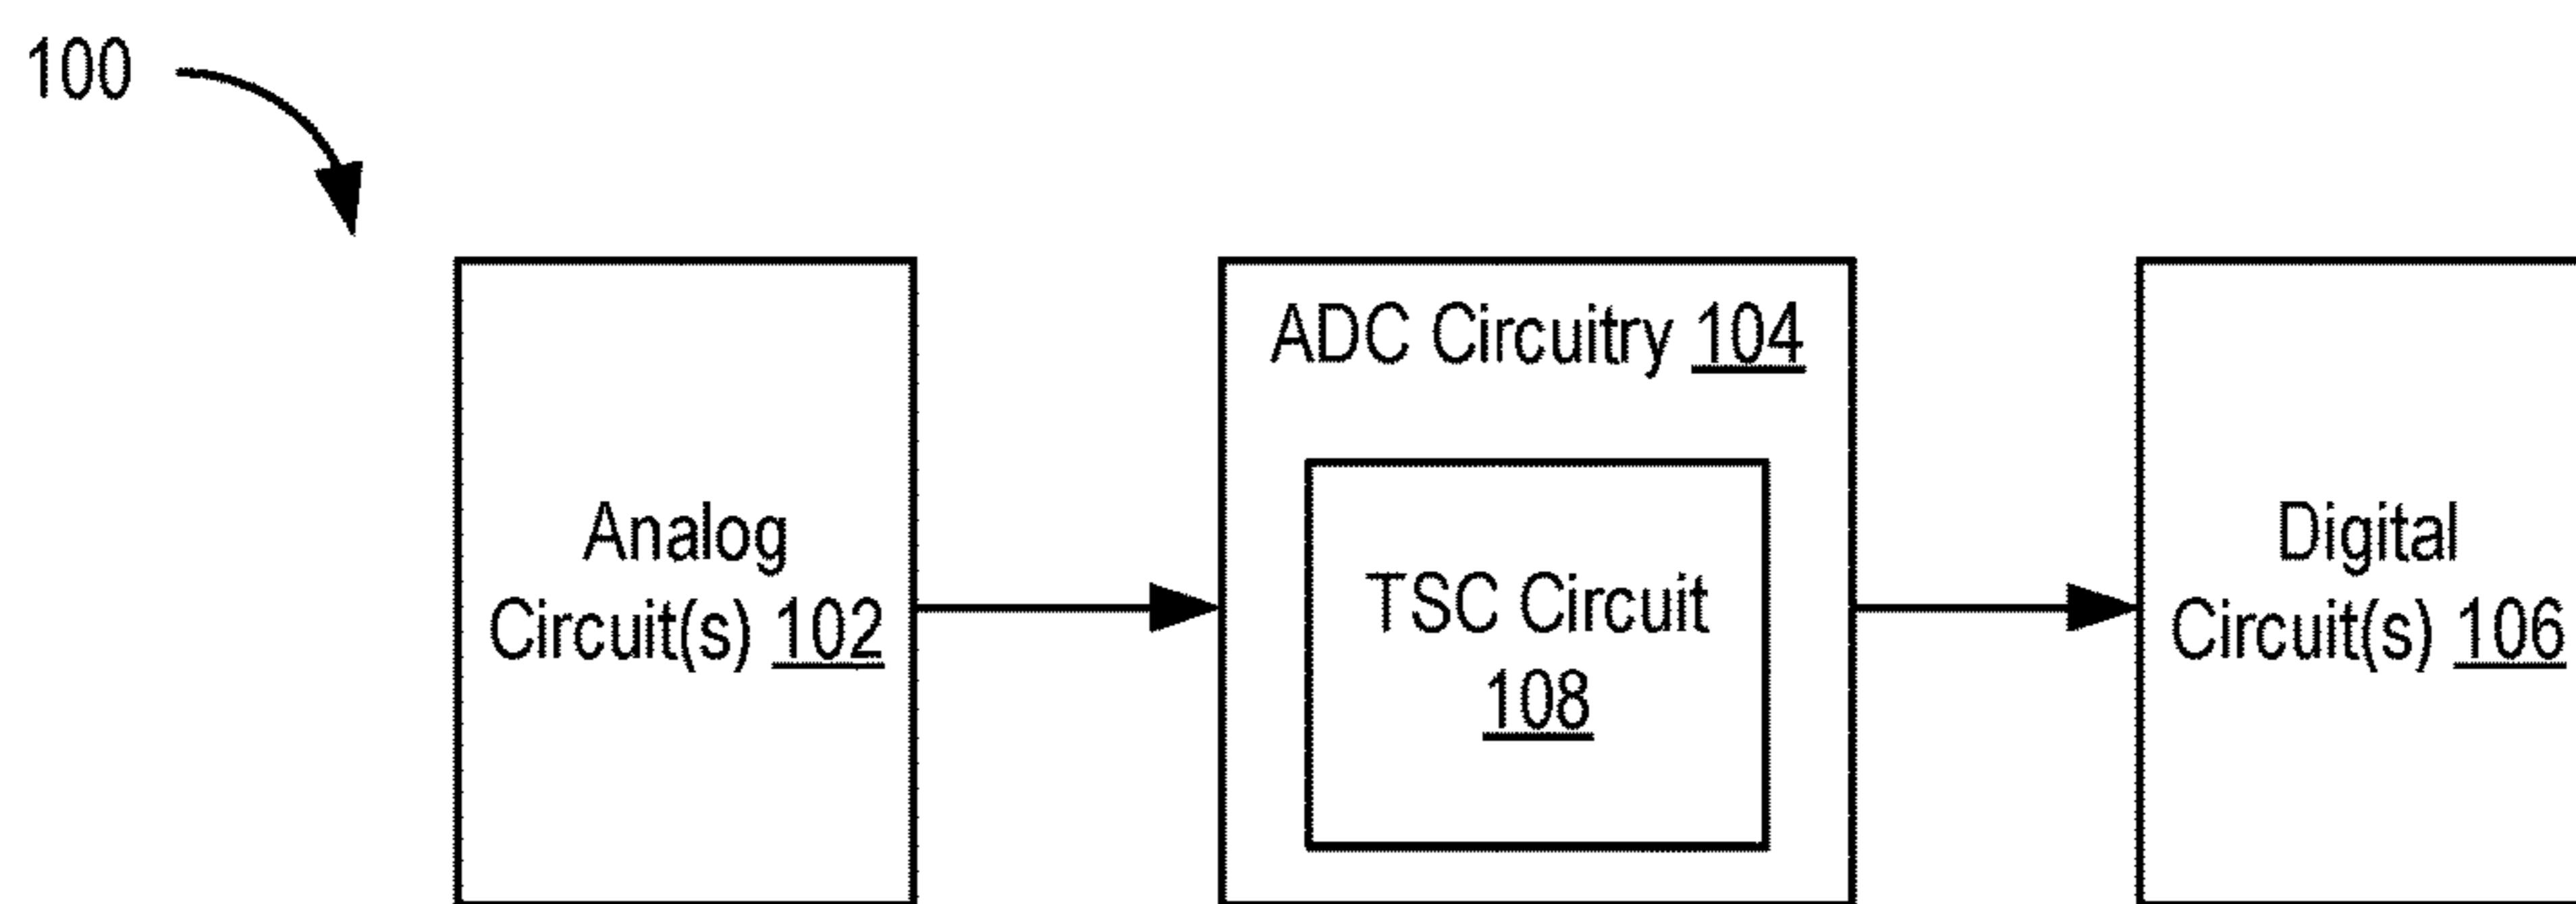 100
ADC Circuitry 104
Analog
Circuit(s) 102
TSC Circuit
108
Digital
Circuit(s) 106